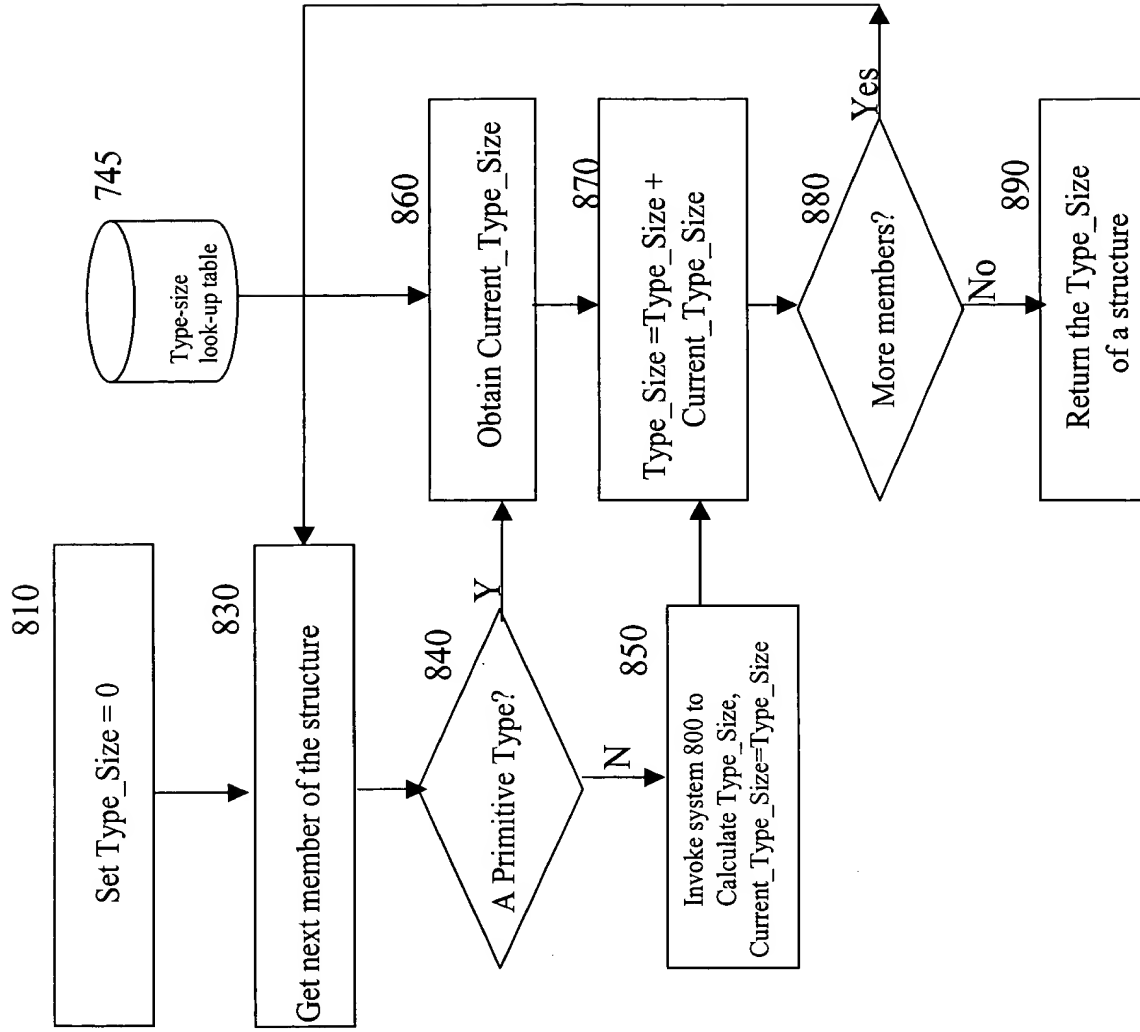 810
Set Type_Size = 0
830
Get next member of the structure
840
A Primitive Type?
Y
N
850
Invoke system 800 to
Calculate Type_Size,
Current_Type_Size=Type_Size
745
Type-size
look-up table
860
Obtain Current_Type_Size
870
Type_Size =Type_Size +
Current_Type_Size
880
More members?
Yes
No
890
Return the Type_Size
of a structure